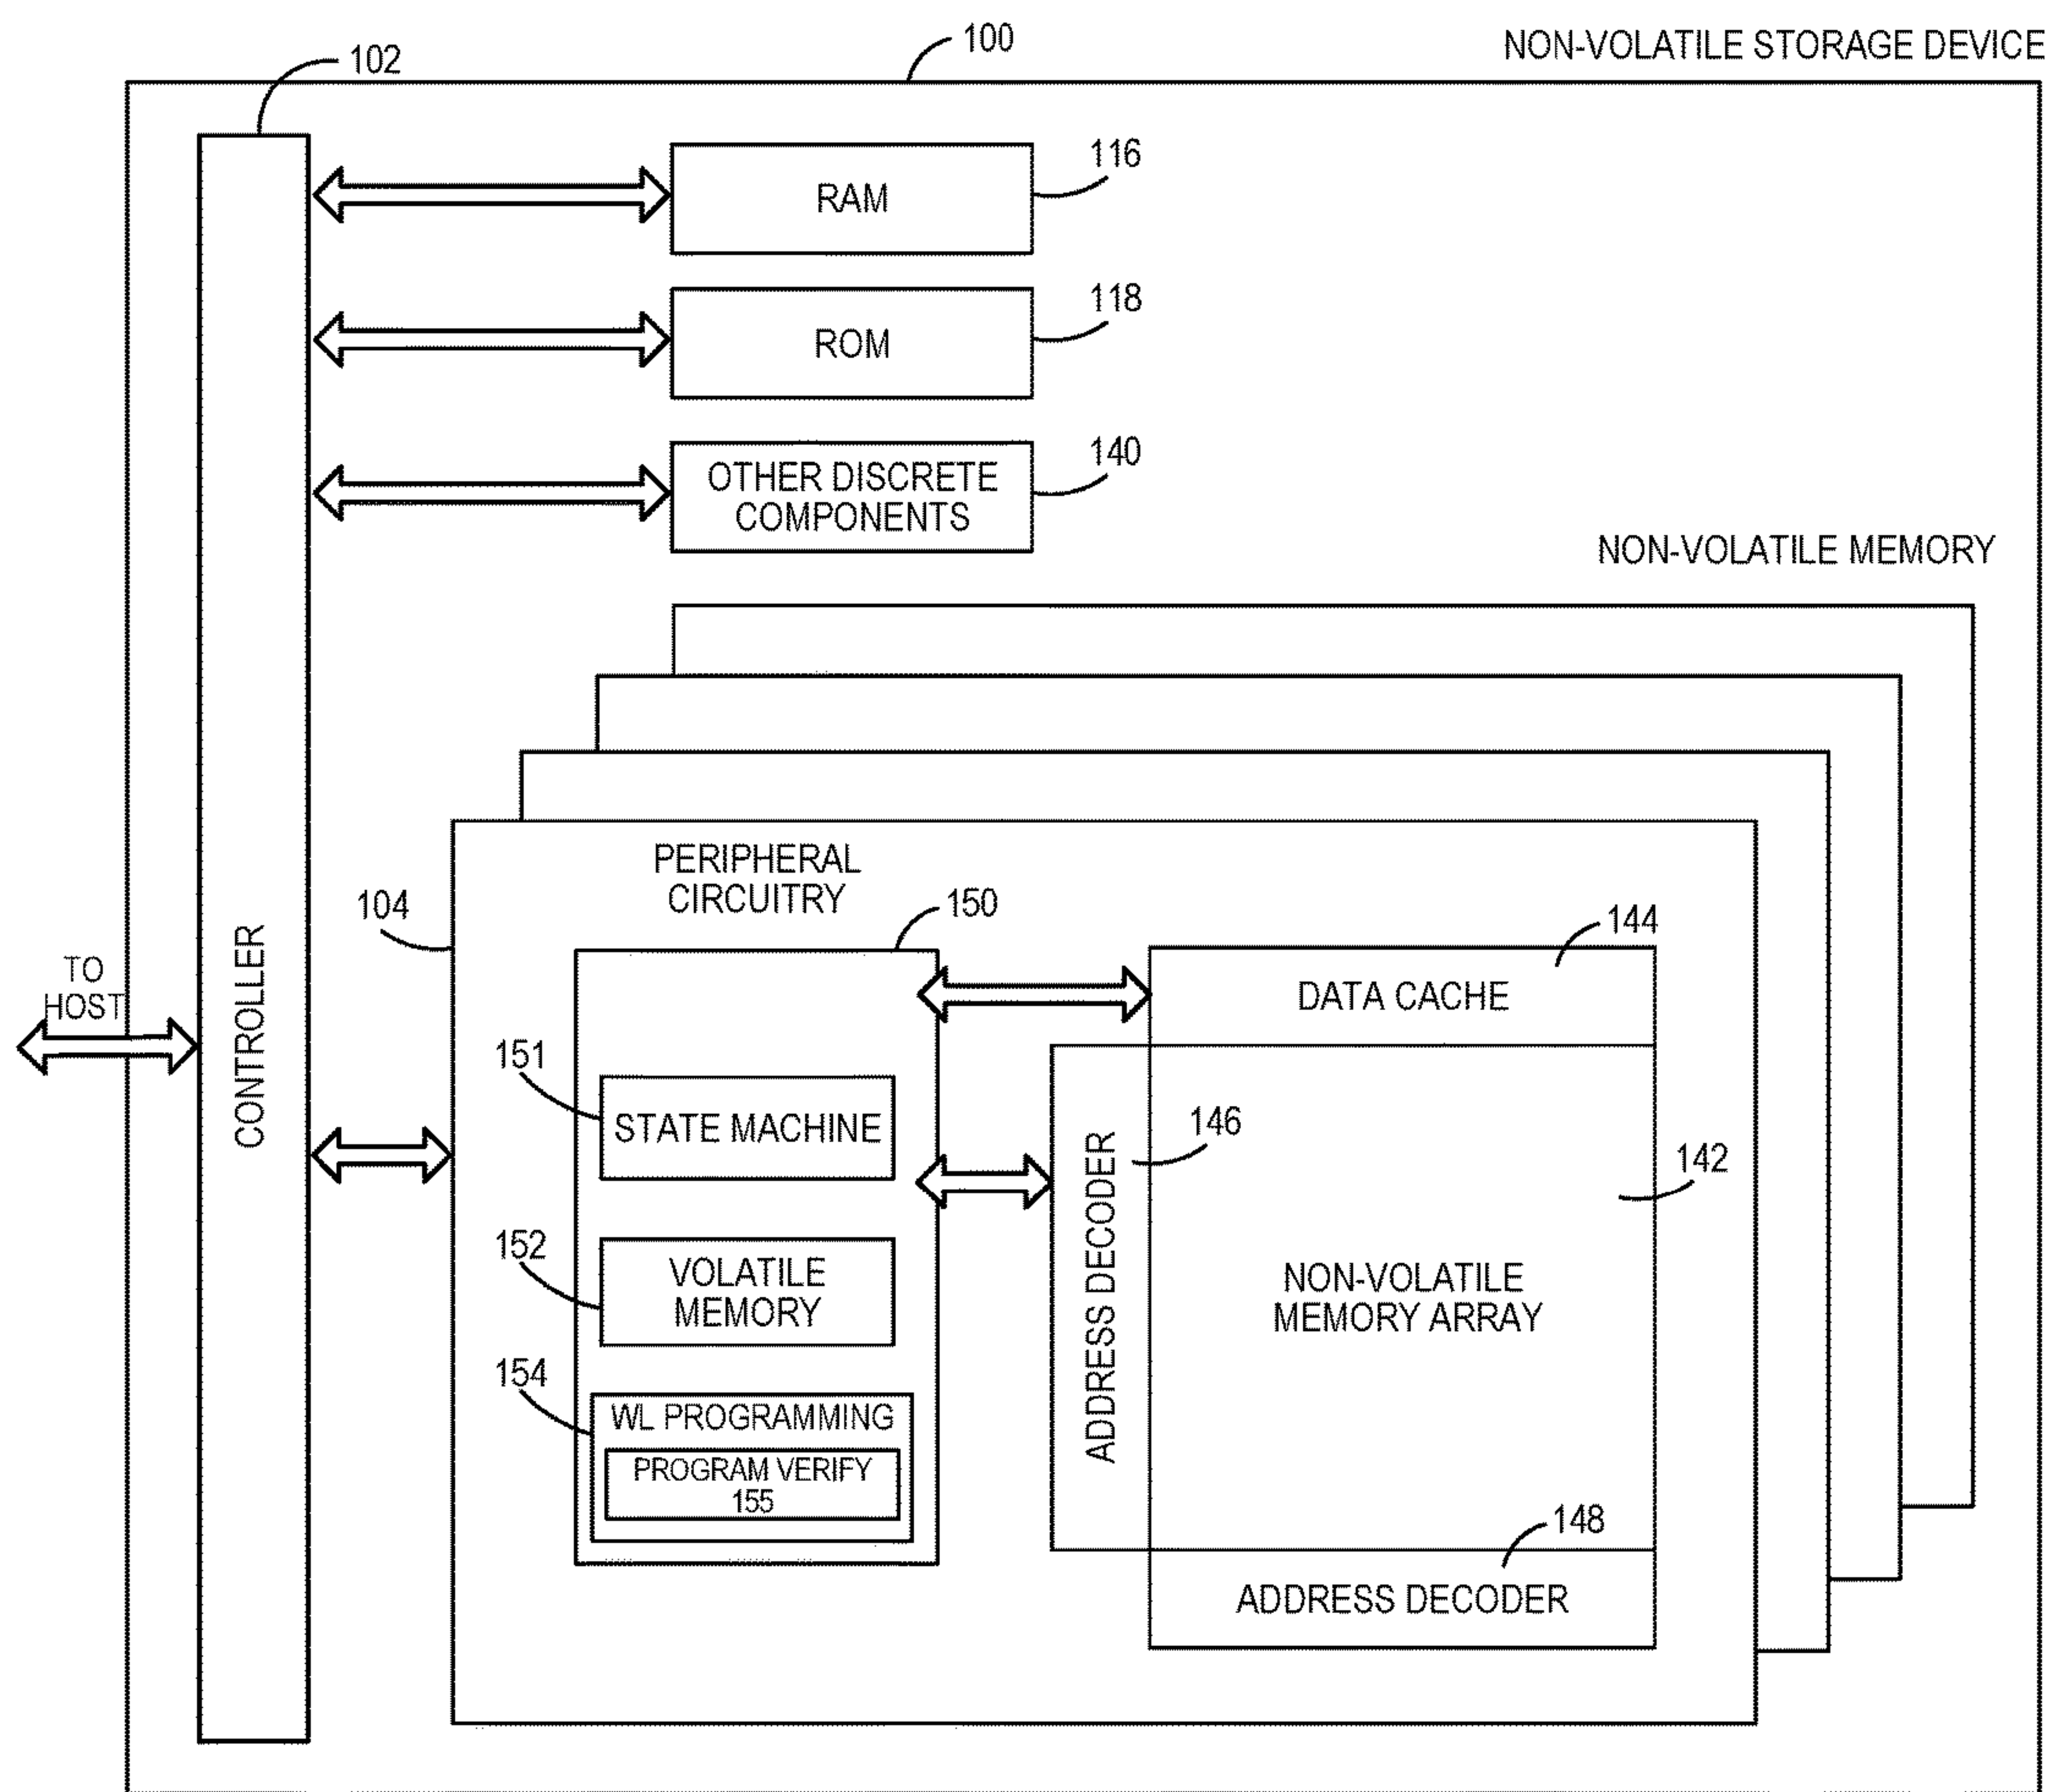 100
NON-VOLATILE STORAGE DEVICE
102
116
RAM
118
ROM
140
OTHER DISCRETE
COMPONENTS
NON-VOLATILE MEMORY
PERIPHERAL
CIRCUITRY
104
150
144
TO
HOST
CONTROLLER
DATA CACHE
151
STATE MACHINE
146
142
ADDRESS DECODER
152
VOLATILE
MEMORY
NON-VOLATILE
MEMORY ARRAY
154
WL PROGRAMMING
PROGRAM VERIFY
155
148
ADDRESS DECODER